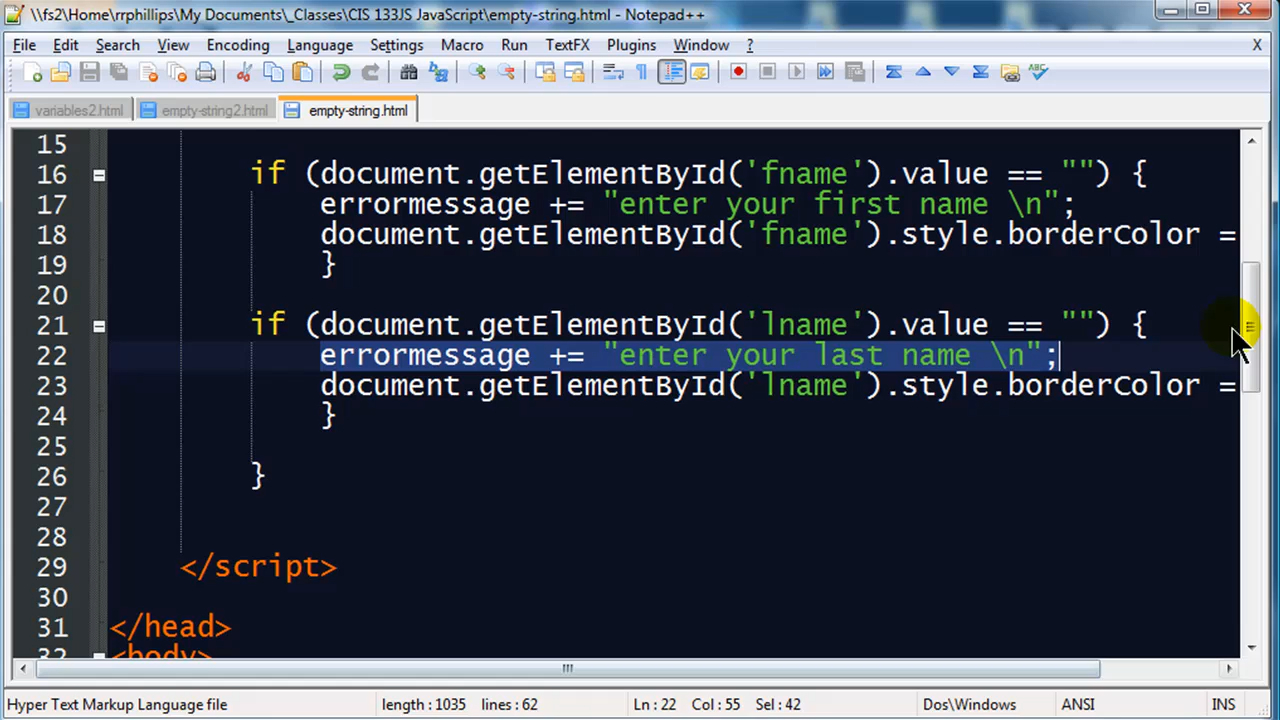 \\fs2\Home\rrphillips\My Documents\_Classes\CIS 133JS JavaScript\empty-string.html - Notepad++
File Edit Search View Encoding Language Settings Macro Run TextFX Plugins Window ? X
variables2.html empty-string2.html empty-string.html
15
16 if (document.getElementById('fname').value == "") {
17 errormessage += "enter your first name \n";
18 document.getElementById('fname').style.borderColor =
19 }
20
21 if (document.getElementById('lname').value == "") {
22 errormessage += "enter your last name \n";
23 document.getElementById('lname').style.borderColor =
24 }
25
26 }
27
28
29 </script>
30
31 </head>
32 <body>
Hyper Text Markup Language file length : 1035 lines : 62 Ln : 22 Col : 55 Sel : 42 Dos\Windows ANSI INS